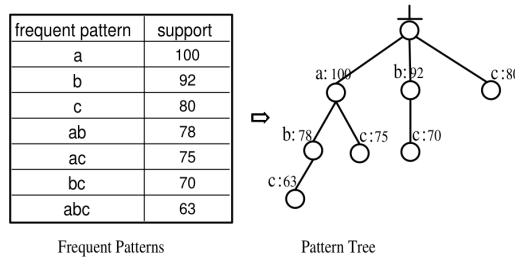 frequent pattern support
a 100
b 92
c 80
ab 78
ac 75
bc 70
abc 63
a: 100 b: 92 c: 80
b: 78 c: 75 c: 70
c: 63
Frequent Patterns Pattern Tree